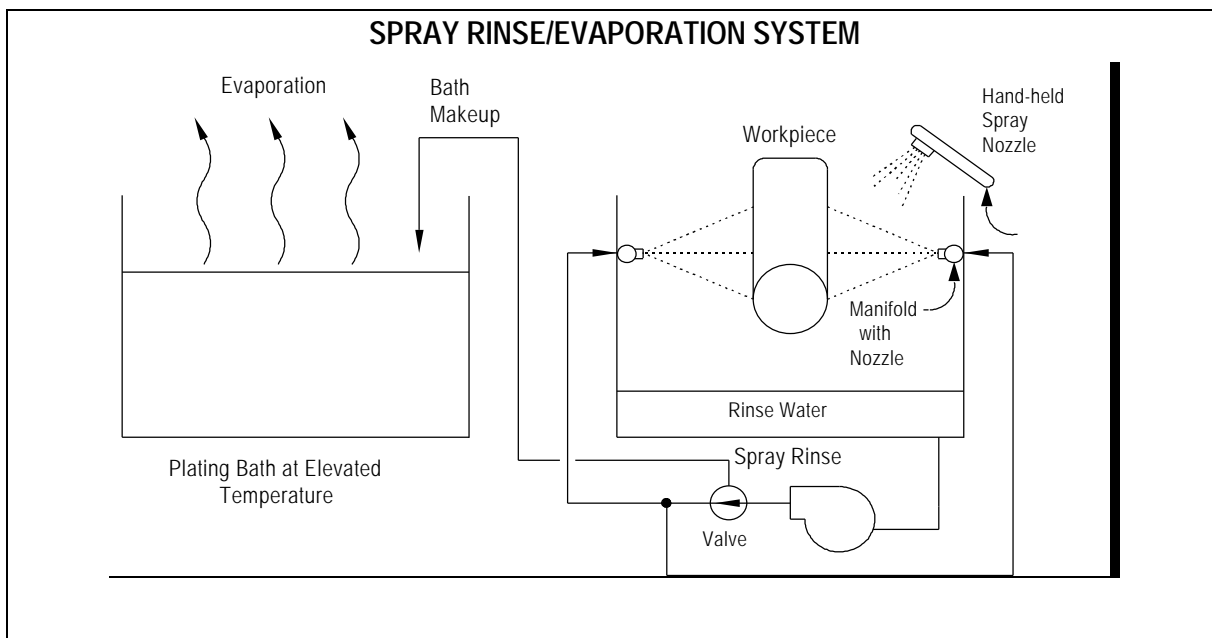 SPRAY RINSE/EVAPORATION SYSTEM
Evaporation
Bath
Makeup
Workpiece
Hand-held
Spray
Nozzle
Manifold
with
Nozzle
Rinse Water
Plating Bath at Elevated
Temperature
Spray Rinse
Valve